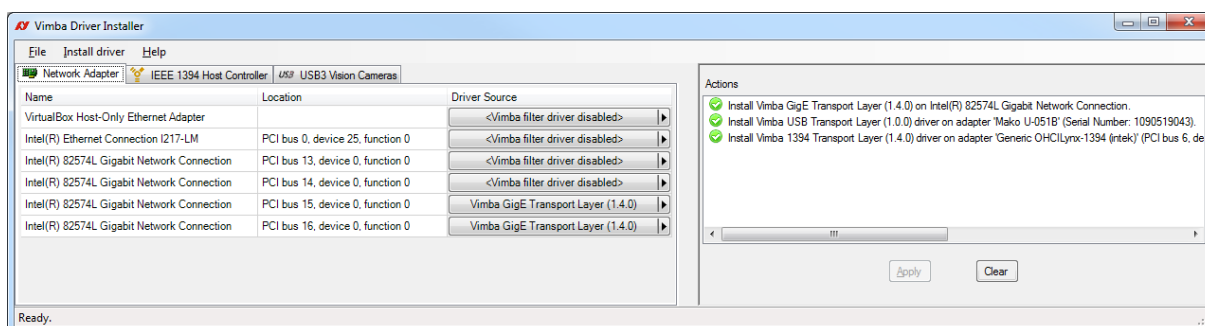 Vimba Driver Installer
File Install driver Help
Network Adapter IEEE 1394 Host Controller USB3 USB3 Vision Cameras
Name Location Driver Source
VirtualBox Host-Only Ethernet Adapter <Vimba filter driver disabled>
Intel(R) Ethernet Connection I217-LM PCI bus 0, device 25, function 0 <Vimba filter driver disabled>
Intel(R) 82574L Gigabit Network Connection PCI bus 13, device 0, function 0 <Vimba filter driver disabled>
Intel(R) 82574L Gigabit Network Connection PCI bus 14, device 0, function 0 <Vimba filter driver disabled>
Intel(R) 82574L Gigabit Network Connection PCI bus 15, device 0, function 0 Vimba GigE Transport Layer (1.4.0)
Intel(R) 82574L Gigabit Network Connection PCI bus 16, device 0, function 0 Vimba GigE Transport Layer (1.4.0)
Actions
Install Vimba GigE Transport Layer (1.4.0) on Intel(R) 82574L Gigabit Network Connection.
Install Vimba USB Transport Layer (1.0.0) driver on adapter 'Mako U-051B' (Serial Number: 1090519043).
Install Vimba 1394 Transport Layer (1.4.0) driver on adapter 'Generic OHCILynx-1394 (intek)' (PCI bus 6, de
Apply Clear
Ready.